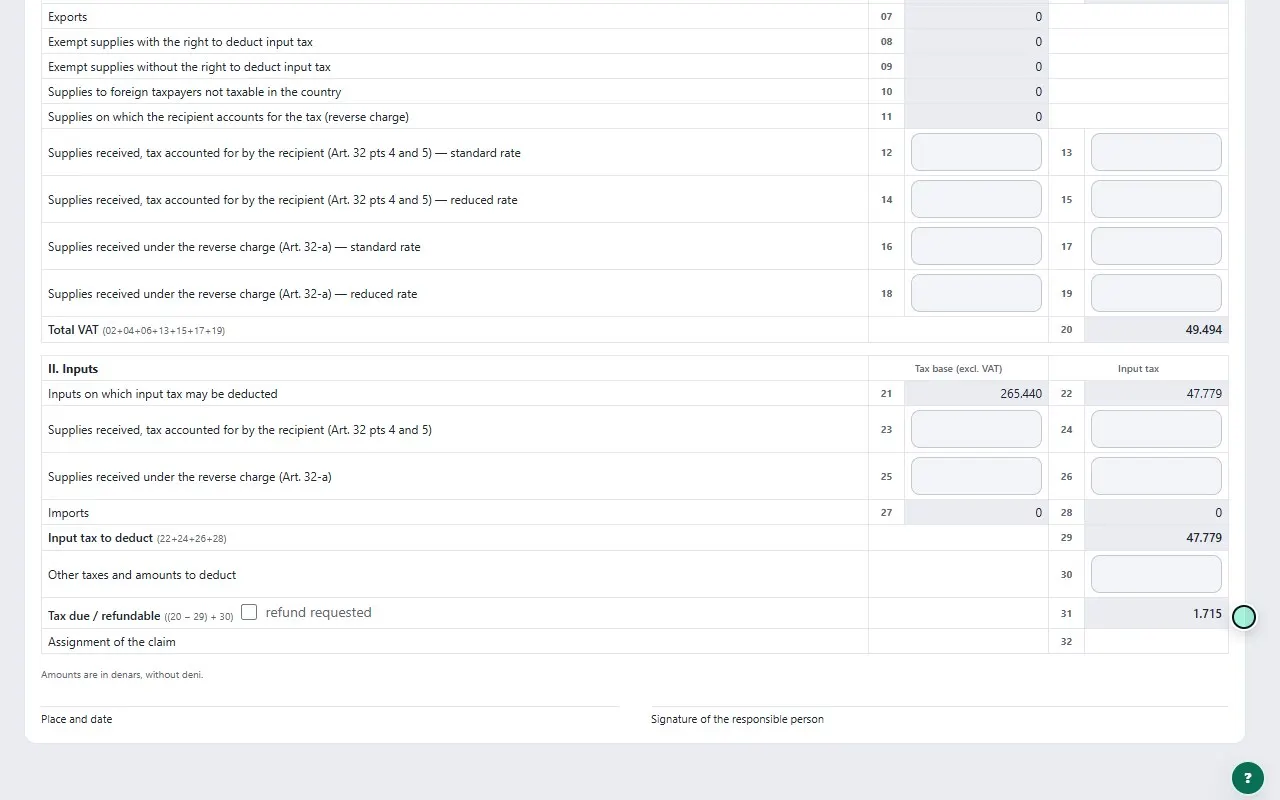 Exports 07 0
Exempt supplies with the right to deduct input tax 08 0
Exempt supplies without the right to deduct input tax 09 0
Supplies to foreign taxpayers not taxable in the country 10 0
Supplies on which the recipient accounts for the tax (reverse charge) 11 0
Supplies received, tax accounted for by the recipient (Art. 32 pts 4 and 5) — standard rate 12 13
Supplies received, tax accounted for by the recipient (Art. 32 pts 4 and 5) — reduced rate 14 15
Supplies received under the reverse charge (Art. 32-a) — standard rate 16 17
Supplies received under the reverse charge (Art. 32-a) — reduced rate 18 19
Total VAT (02+04+06+13+15+17+19) 20 49.494
II. Inputs Tax base (excl. VAT) Input tax
Inputs on which input tax may be deducted 21 265.440 22 47.779
Supplies received, tax accounted for by the recipient (Art. 32 pts 4 and 5) 23 24
Supplies received under the reverse charge (Art. 32-a) 25 26
Imports 27 0 28 0
Input tax to deduct (22+24+26+28) 29 47.779
Other taxes and amounts to deduct 30
Tax due / refundable ((20 − 29) + 30) refund requested 31 1.715
Assignment of the claim 32
Amounts are in denars, without deni.
Place and date Signature of the responsible person
?